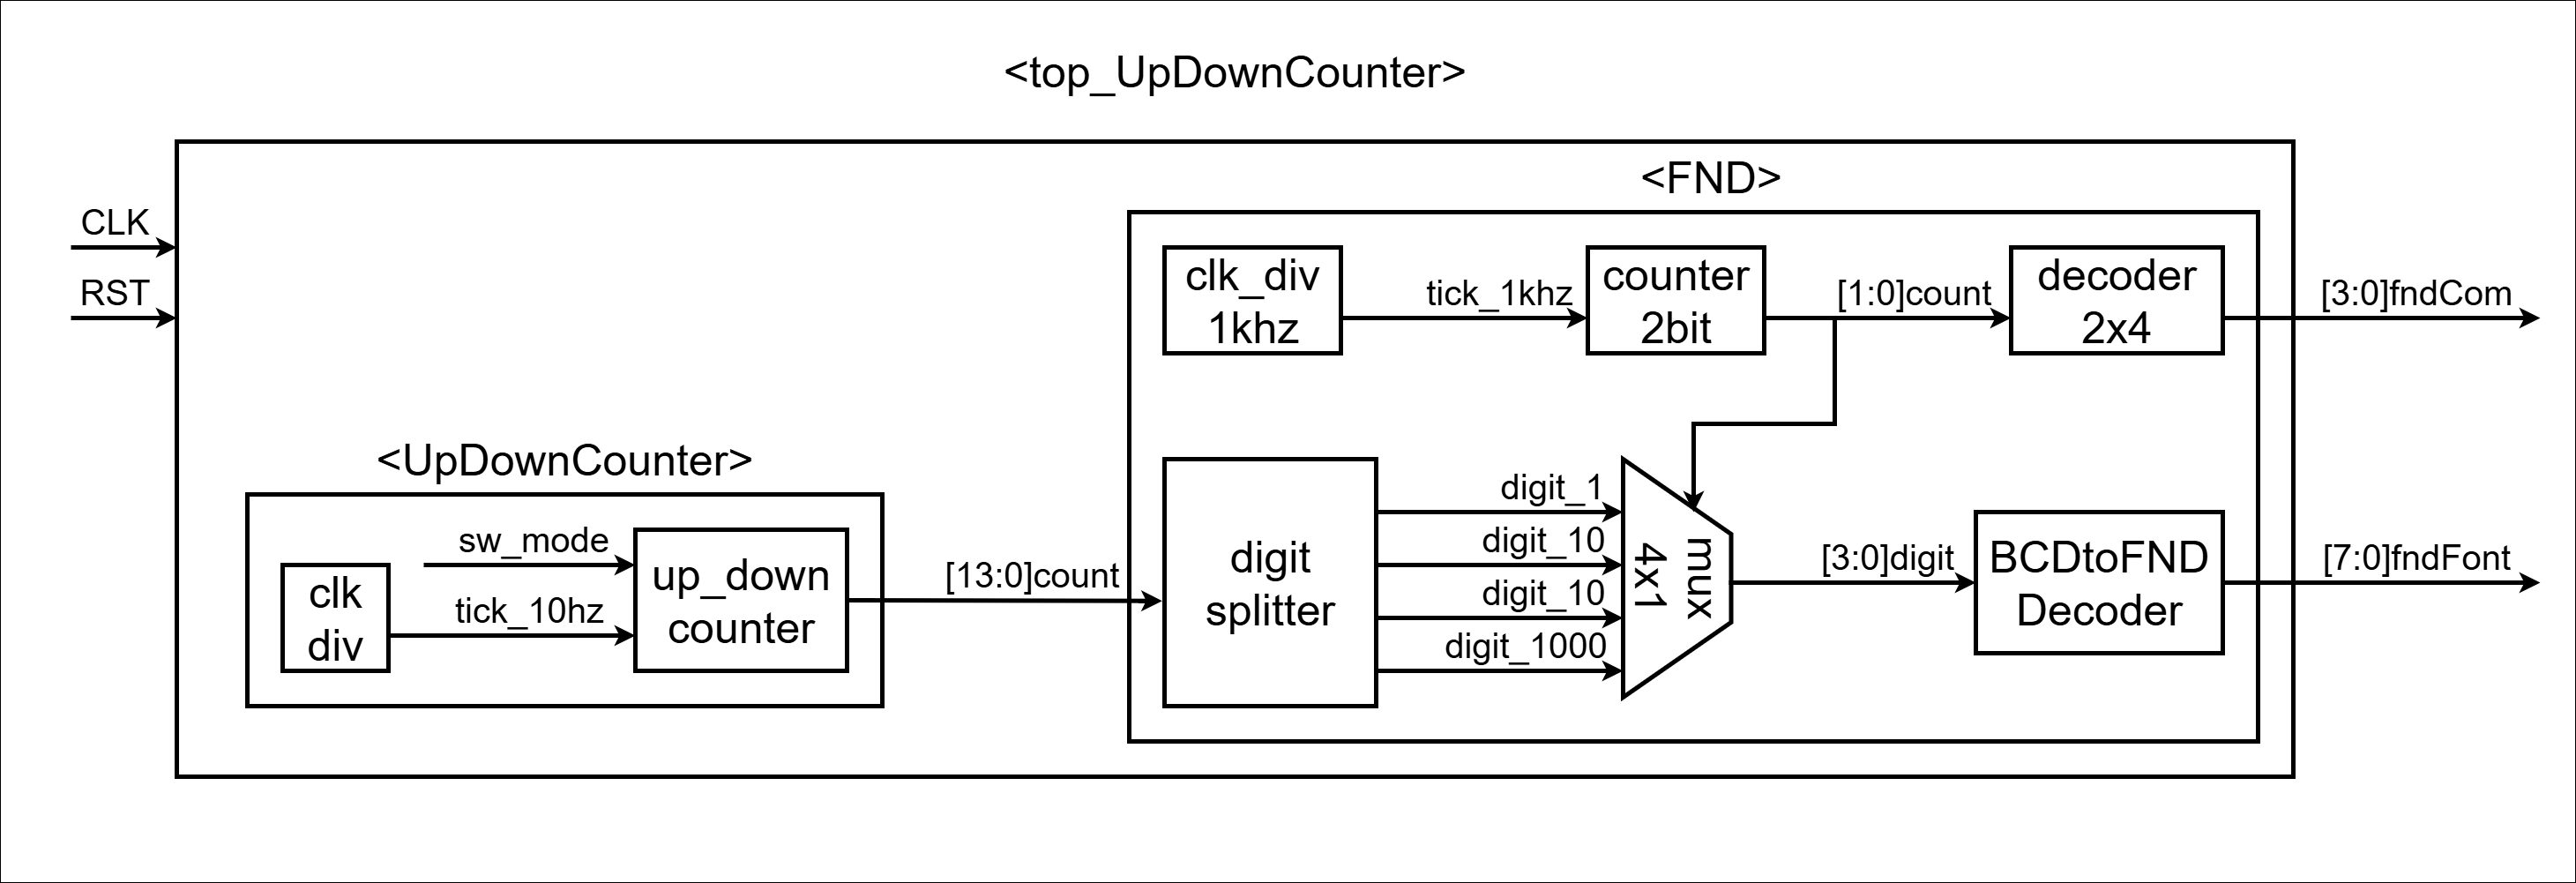 <top_UpDownCounter>
<FND>
CLK
RST
clk_div
1khz
tick_1khz
counter
2bit
[1:0]count
decoder
2x4
[3:0]fndCom
<UpDownCounter>
clk
div
sw_mode
tick_10hz
up_down
counter
[13:0]count
digit
splitter
digit_1
digit_10
digit_10
digit_1000
mux
4x1
[3:0]digit
BCDtoFND
Decoder
[7:0]fndFont